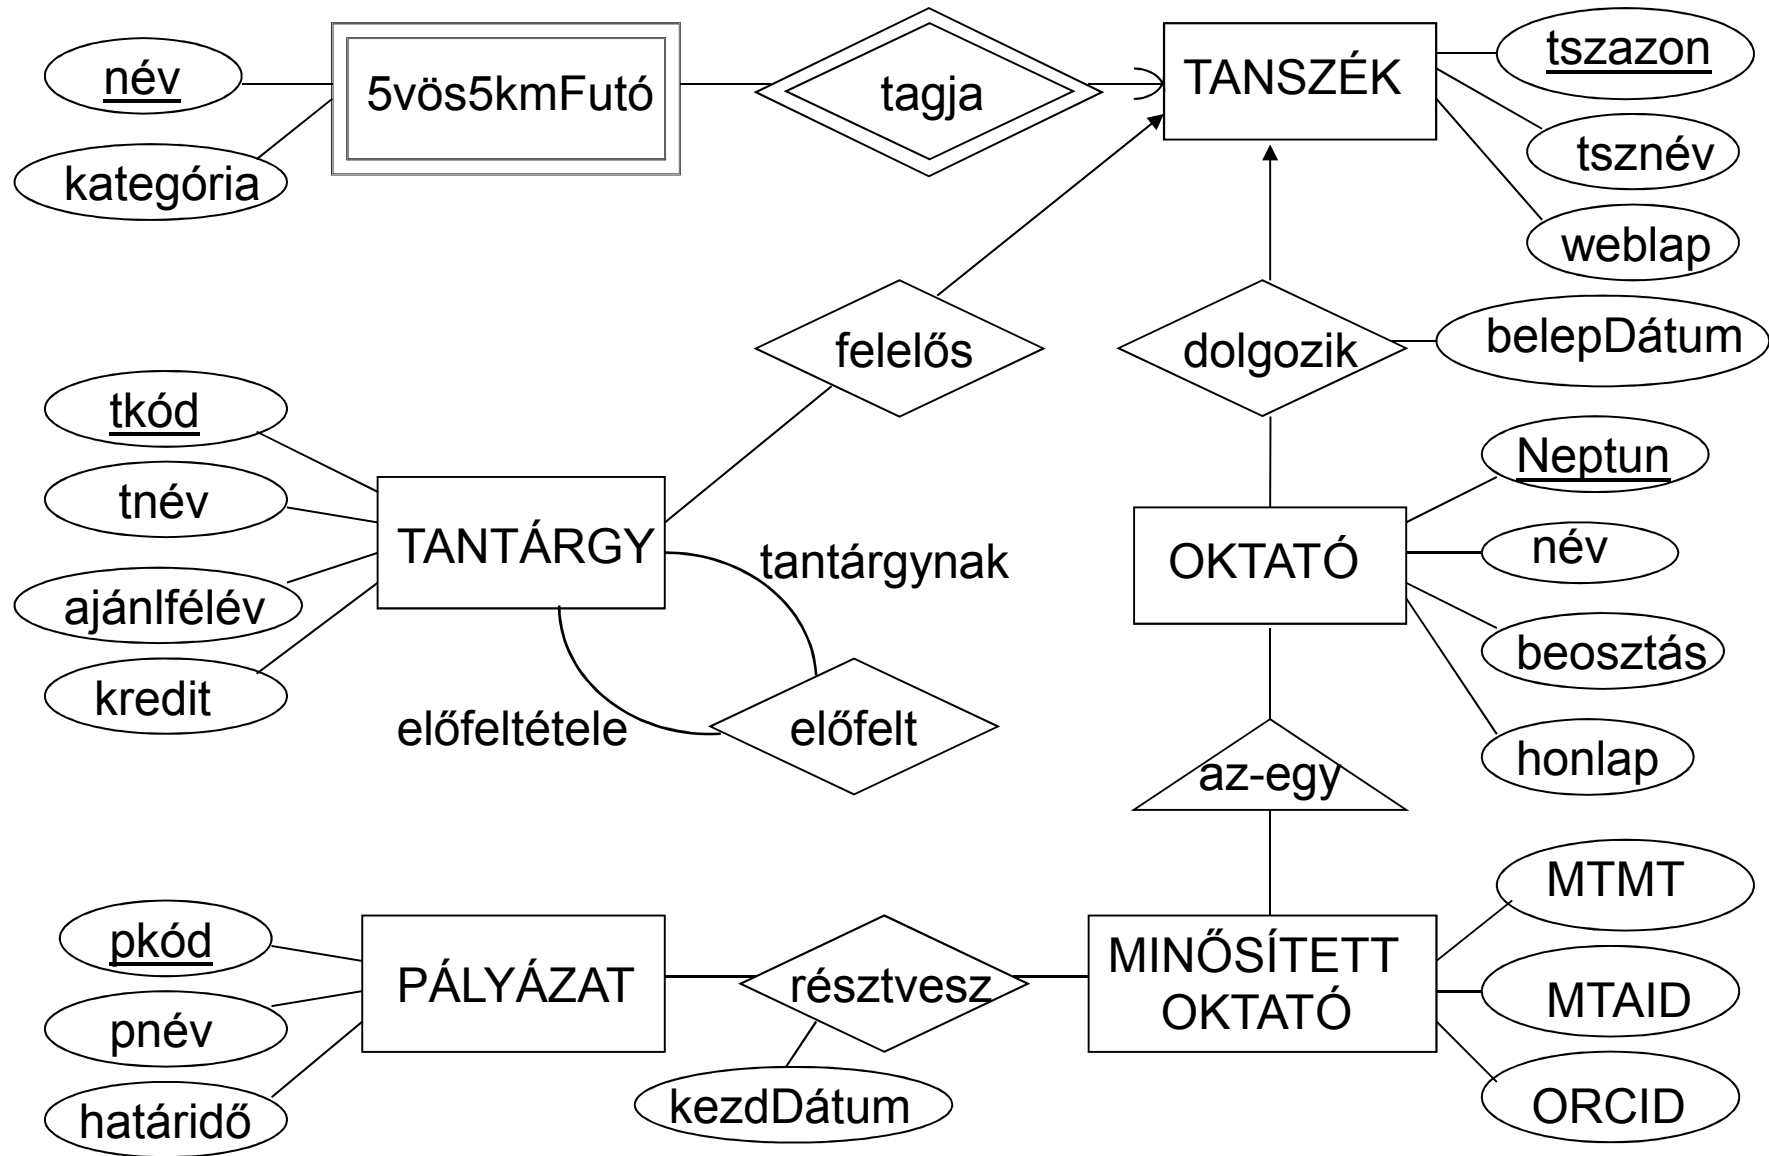 név
kategória
5vös5kmFutó
tagja
TANSZÉK
tszazon
tsznév
weblap
felelős
dolgozik
belepDátum
tkód
tnév
ajánlfélév
kredit
TANTÁRGY
tantárgynak
előfeltétele
előfelt
OKTATÓ
Neptun
név
beosztás
honlap
az-egy
pkód
pnév
határidő
PÁLYÁZAT
résztvesz
kezdDátum
MINŐSÍTETT
OKTATÓ
MTMT
MTAID
ORCID